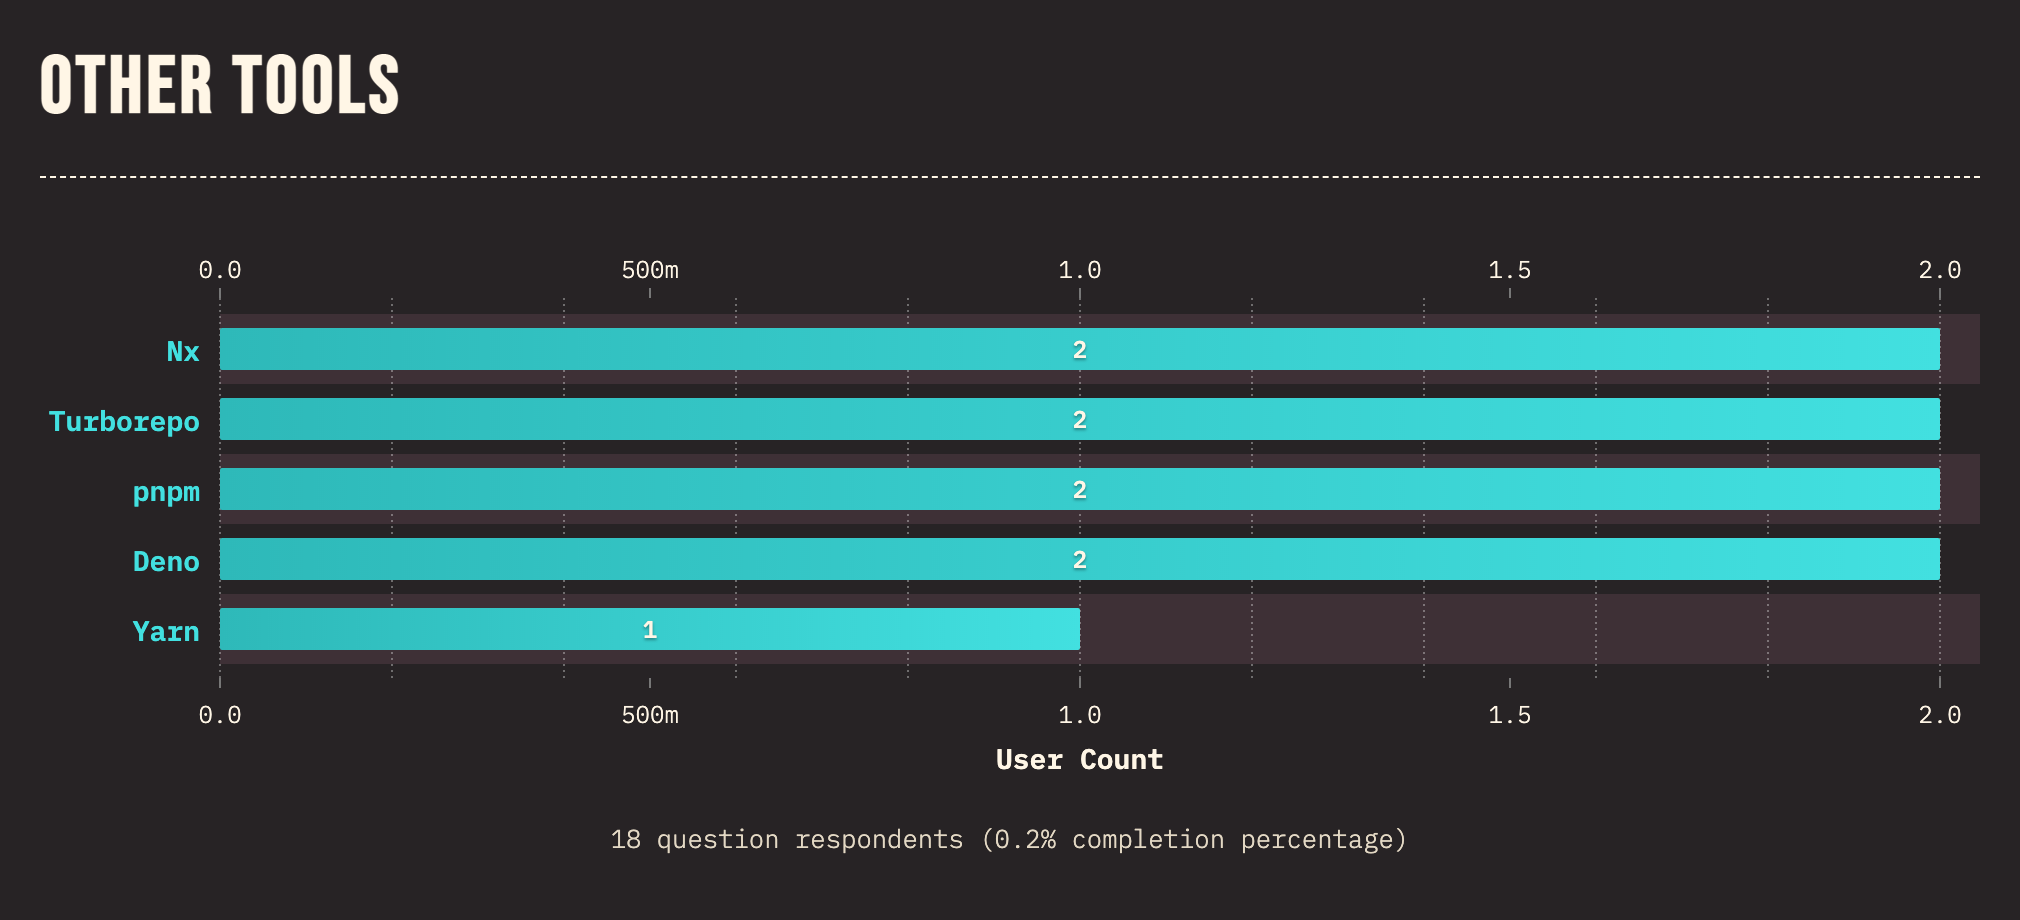 OTHER TOOLS
0.0 500m 1.0 1.5 2.0
Nx 2
Turborepo 2
pnpm 2
Deno 2
Yarn 1
0.0 500m 1.0 1.5 2.0
User Count
18 question respondents (0.2% completion percentage)